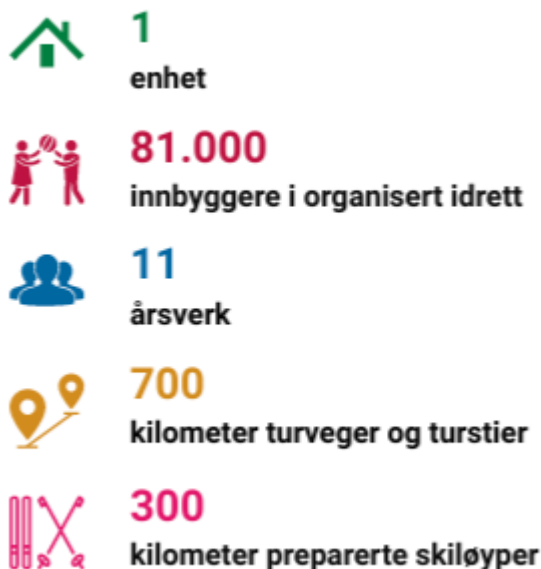 1
enhet
81.000
innbyggere i organisert idrett
11
årsverk
700
kilometer turveger og turstier
300
kilometer preparerte skiløyper